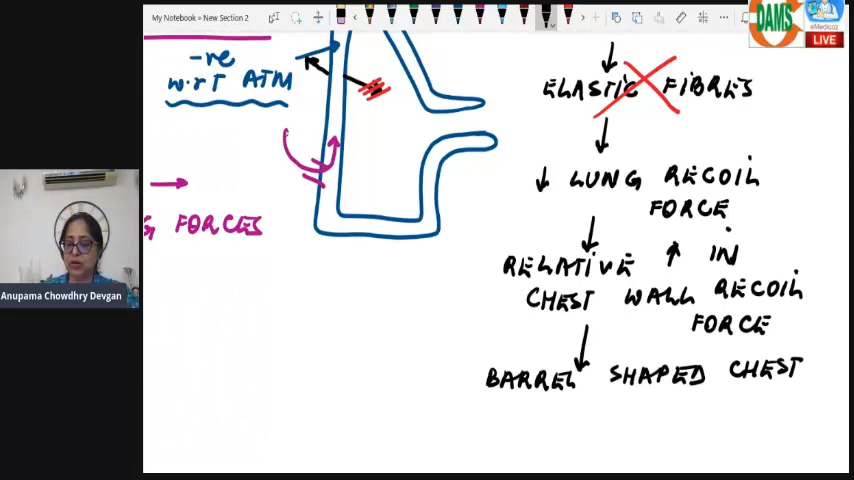 My Notebook » New Section 2
DAMS
eMedicoz
LIVE
-ve
w.r.T ATM
G FORCES
ELASTIC FIBRES
↓ LUNG RECOIL
FORCE
RELATIVE ↑ IN
CHEST WALL RECOIL
FORCE
BARREL SHAPED CHEST
Anupama Chowdhry Devgan